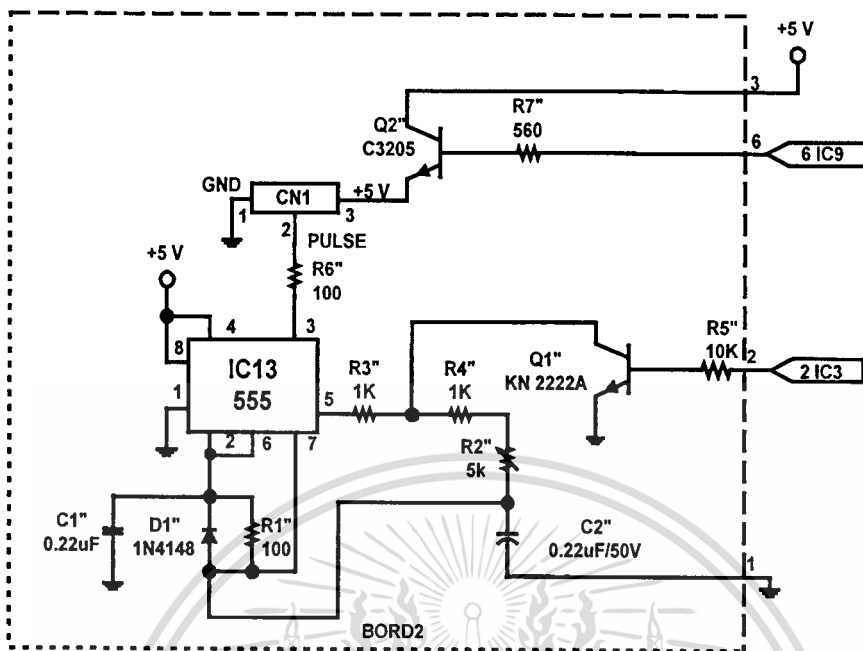 +5 V
3
R7"
560
Q2"
C3205
6
6 IC9
GND
CN1
+5 V
1
3
2
PULSE
+5 V
R6"
100
4
3
8
R5"
10K
2
2 IC3
IC13
555
R3"
1K
R4"
1K
Q1"
KN 2222A
1
5
2
6
7
R2"
5k
C1"
0.22uF
D1"
1N4148
R1"
100
C2"
0.22uF/50V
1
BORD2